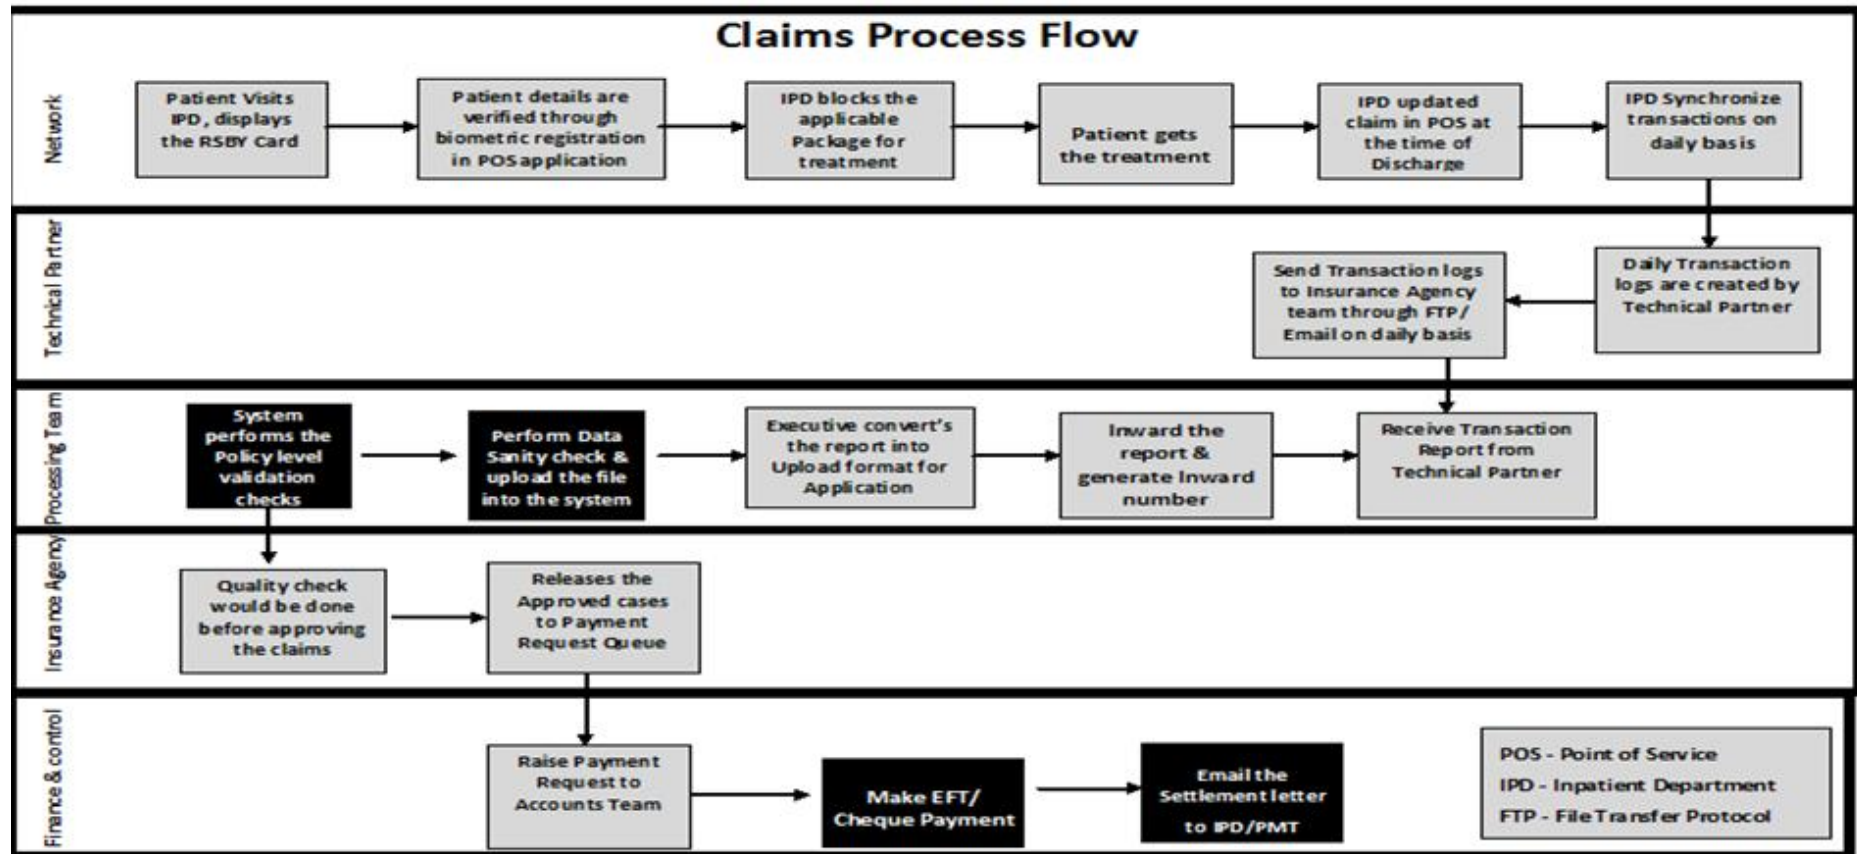 Claims Process Flow
Network
Patient Visits
IPD, displays
the RSBY Card
Patient details are
verified through
biometric registration
in POS application
IPD blocks the
applicable
Package for
treatment
Patient gets
the treatment
IPD updated
claim in POS at
the time of
Discharge
IPD Synchronize
transactions on
daily basis
Technical Partner
Send Transaction logs
to Insurance Agency
team through FTP/
Email on daily basis
Daily Transaction
logs are created by
Technical Partner
Processing Team
System
performs the
Policy level
validation
checks
Perform Data
Sanity check &
upload the file
into the system
Executive convert's
the report into
Upload format for
Application
Inward the
report &
generate Inward
number
Receive Transaction
Report from
Technical Partner
Insurance Agency
Quality check
would be done
before approving
the claims
Releases the
Approved cases
to Payment
Request Queue
Finance & control
Raise Payment
Request to
Accounts Team
Make EFT/
Cheque Payment
Email the
Settlement letter
to IPD/PMT
POS - Point of Service
IPD - Inpatient Department
FTP - File Transfer Protocol